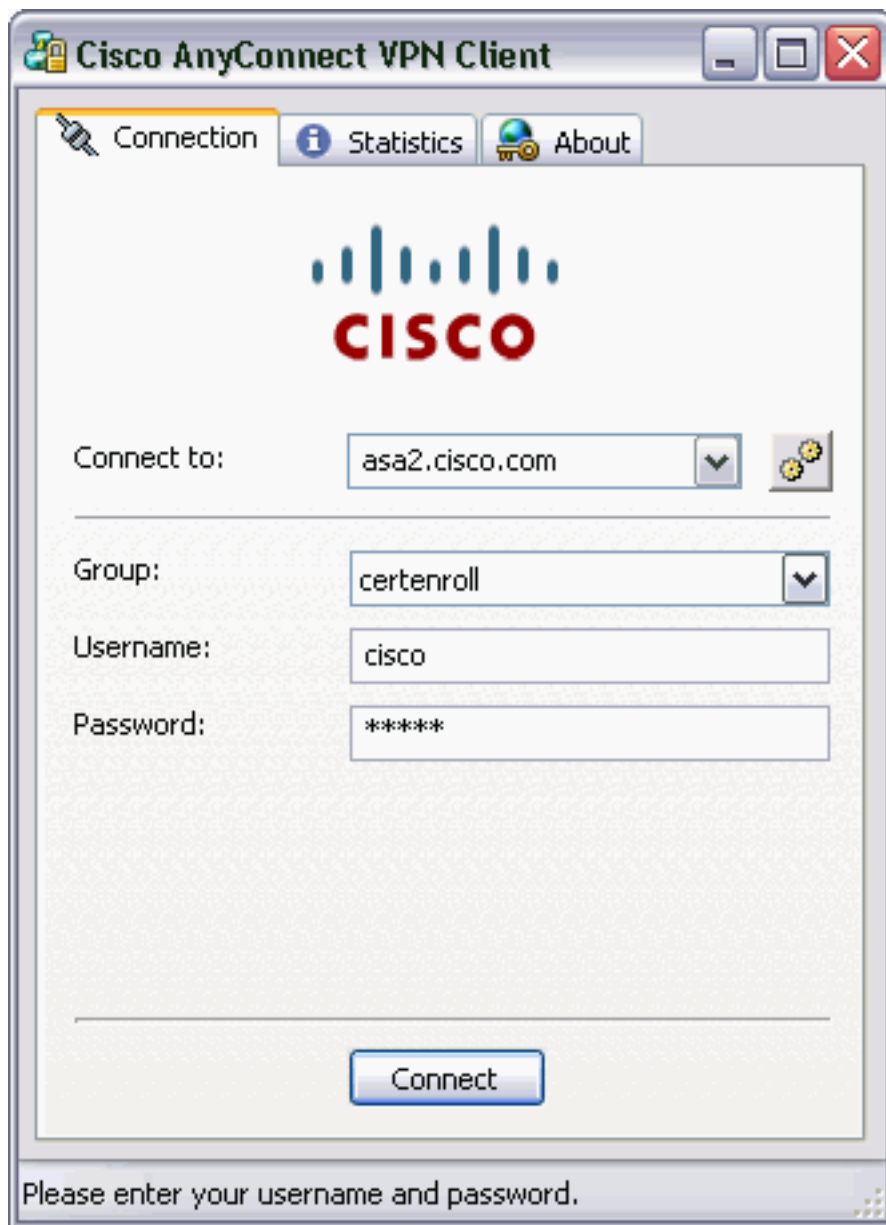 Cisco AnyConnect VPN Client
Connection Statistics About
CISCO
Connect to: asa2.cisco.com
Group: certenroll
Username: cisco
Password: *****
Connect
Please enter your username and password.